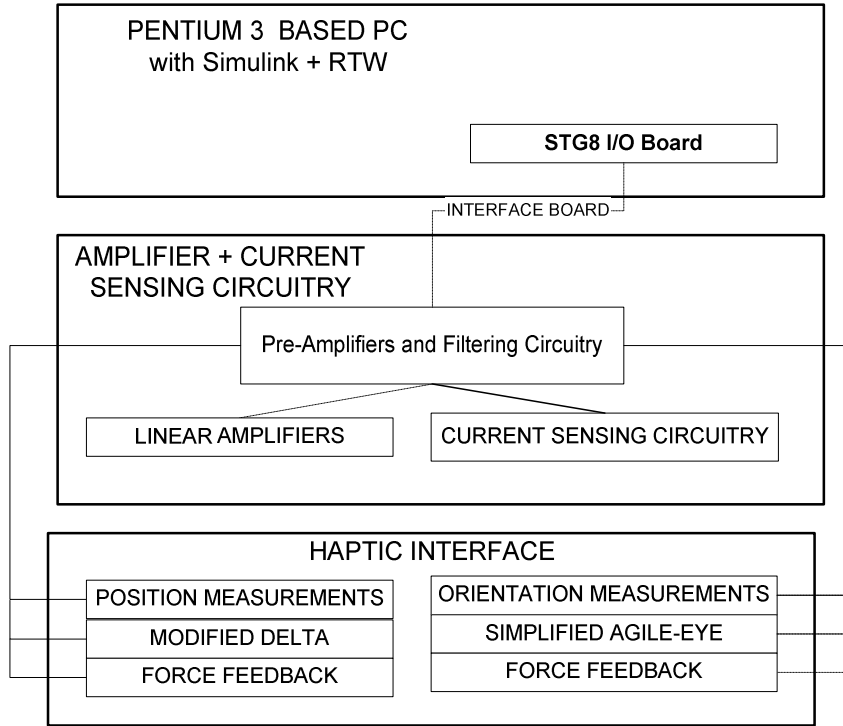 PENTIUM 3 BASED PC
with Simulink + RTW
STG8 I/O Board
INTERFACE BOARD
AMPLIFIER + CURRENT
SENSING CIRCUITRY
Pre-Amplifiers and Filtering Circuitry
LINEAR AMPLIFIERS
CURRENT SENSING CIRCUITRY
HAPTIC INTERFACE
POSITION MEASUREMENTS
MODIFIED DELTA
FORCE FEEDBACK
ORIENTATION MEASUREMENTS
SIMPLIFIED AGILE-EYE
FORCE FEEDBACK